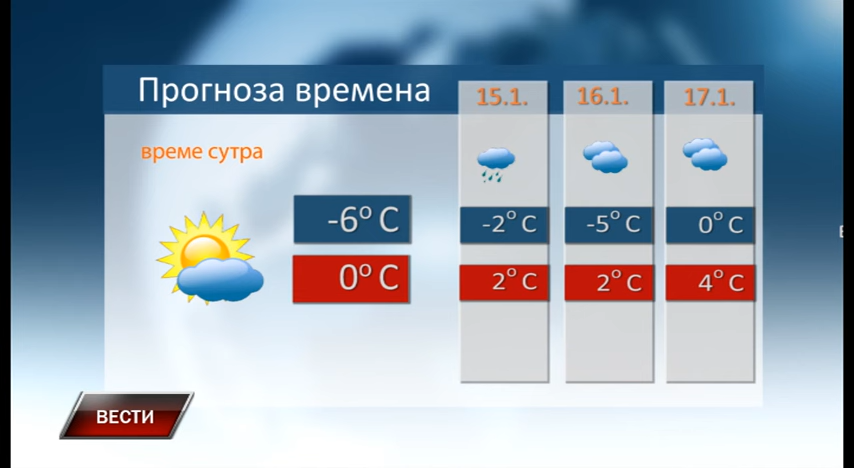 Прогноза времена
време сутра
-6° C
0° C
15.1.
-2° C
2° C
16.1.
-5° C
2° C
17.1.
0° C
4° C
ВЕСТИ